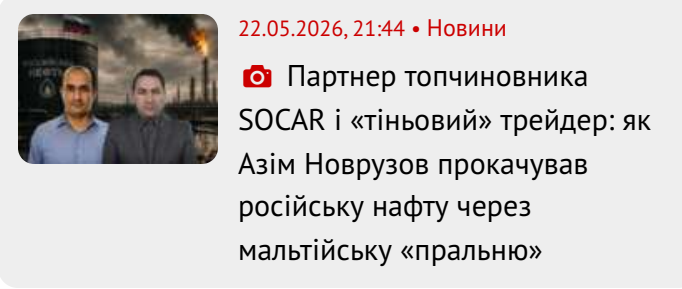 22.05.2026, 21:44 • Новини
Партнер топчиновника
SOCAR і «тіньовий» трейдер: як
Азім Новрузов прокачував
російську нафту через
мальтійську «пральню»